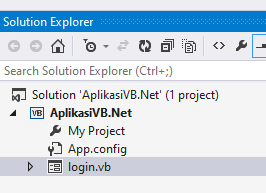 Solution Explorer
Search Solution Explorer (Ctrl+;)
Solution 'AplikasiVB.Net' (1 project)
VB AplikasiVB.Net
My Project
App.config
login.vb